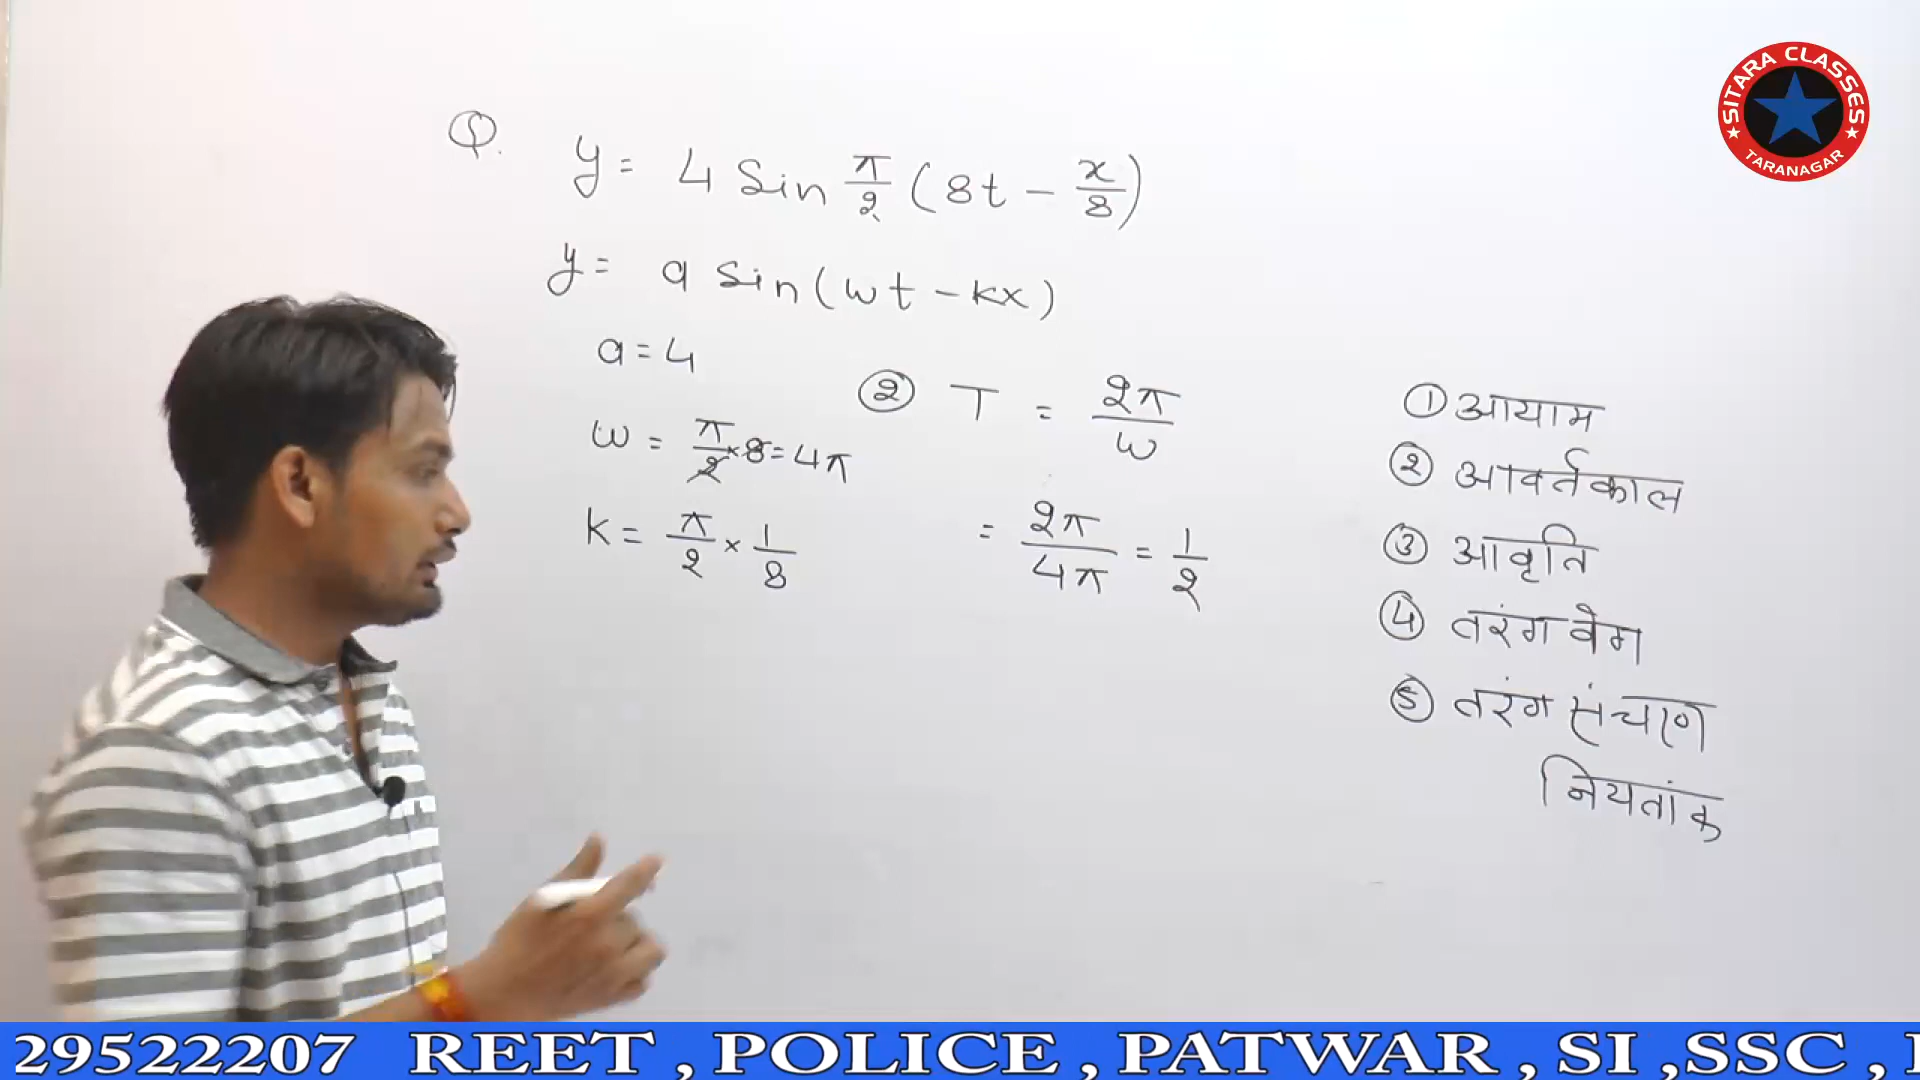 SITARA CLASSES
TARANAGAR
Q. y = 4 Sin π/2 (8t - x/8)
y = a sin(ωt - kx)
a = 4
ω = π/2 × 8 = 4π
k = π/2 × 1/8
② T = 2π/ω
= 2π/4π = 1/2
① आयाम
② आवर्तकाल
③ आवृति
④ तरंग वेग
⑤ तरंग संचरण
नियतांक
29522207 REET , POLICE , PATWAR , SI ,SSC ,